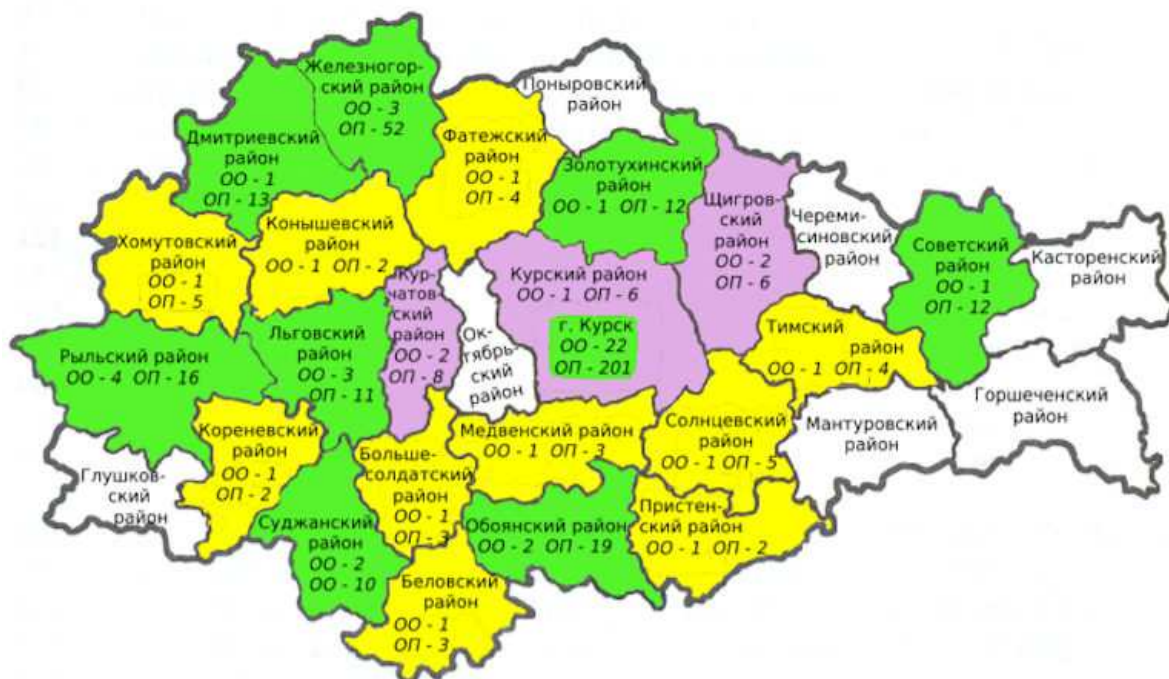 Железногор-
ский район
ОО - 3
ОП - 52
Поныровский
район
Дмитриевский
район
ОО - 1
ОП - 13
Фатежский
район
ОО - 1
ОП - 4
Золотухинский
район
ОО - 1 ОП - 12
Щигров-
ский
район
ОО - 2
ОП - 6
Череми-
синовский
район
Советский
район
ОО - 1
ОП - 12
Касторенский
район
Хомутовский
район
ОО - 1
ОП - 5
Конышевский
район
ОО - 1 ОП - 2
Кур-
чатов-
ский
район
ОО - 2
ОП - 8
Ок-
тябрь-
ский
район
Курский район
ОО - 1 ОП - 6
г. Курск
ОО - 22
ОП - 201
Тимский
район
ОО - 1 ОП - 4
Рыльский район
ОО - 4 ОП - 16
Льговский
район
ОО - 3
ОП - 11
Горшеченский
район
Мантуровский
район
Солнцевский
район
ОО - 1 ОП - 5
Медвенский район
ОО - 1 ОП - 3
Кореневский
район
ОО - 1
ОП - 2
Глушков-
ский
район
Больше-
солдатский
район
ОО - 1
ОП - 3
Суджанский
район
ОО - 2
ОО - 10
Обоянский район
ОО - 2 ОП - 19
Пристен-
ский район
ОО - 1 ОП - 2
Беловский
район
ОО - 1
ОП - 3